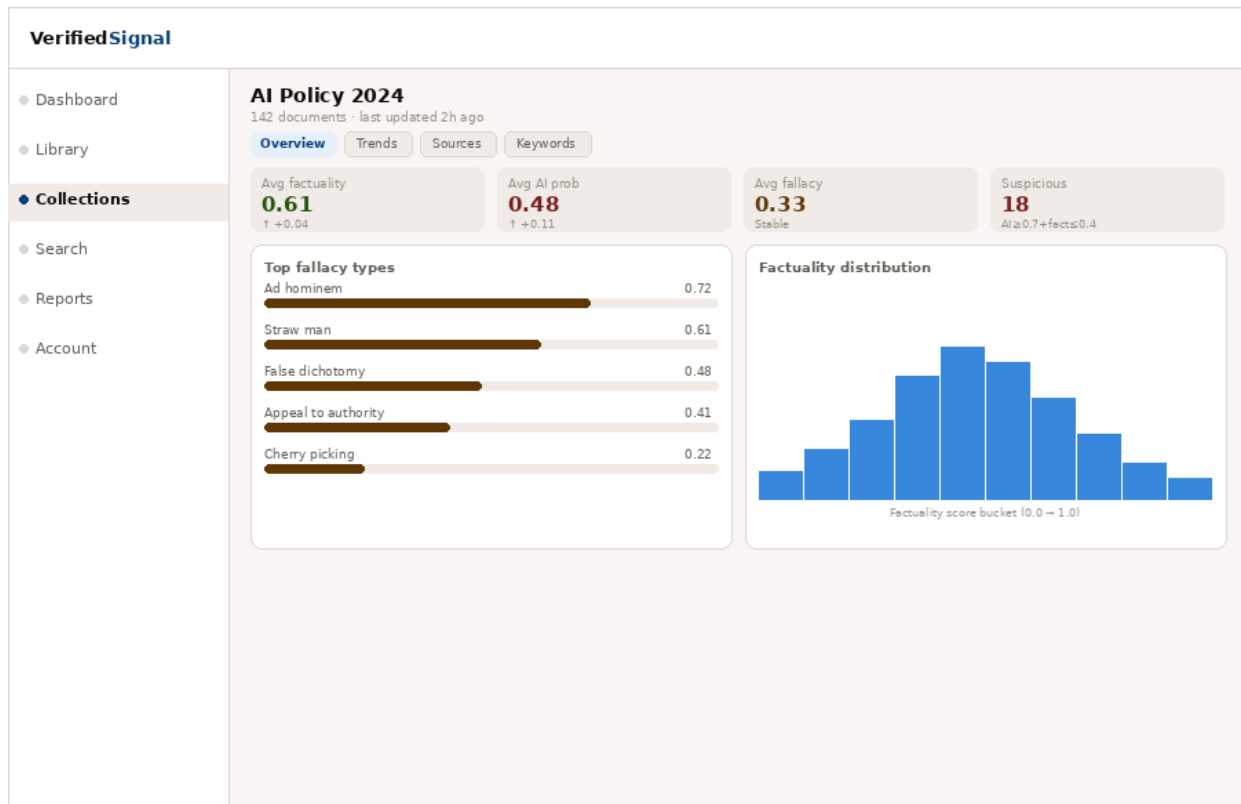 VerifiedSignal
Dashboard
Library
Collections
Search
Reports
Account
AI Policy 2024
142 documents · last updated 2h ago
Overview Trends Sources Keywords
Avg factuality
0.61
↑ +0.04
Avg AI prob
0.48
↑ +0.11
Avg fallacy
0.33
Stable
Suspicious
18
AI≥0.7+fact≤0.4
Top fallacy types
Ad hominem 0.72
Straw man 0.61
False dichotomy 0.48
Appeal to authority 0.41
Cherry picking 0.22
Factuality distribution
Factuality score bucket (0.0 → 1.0)